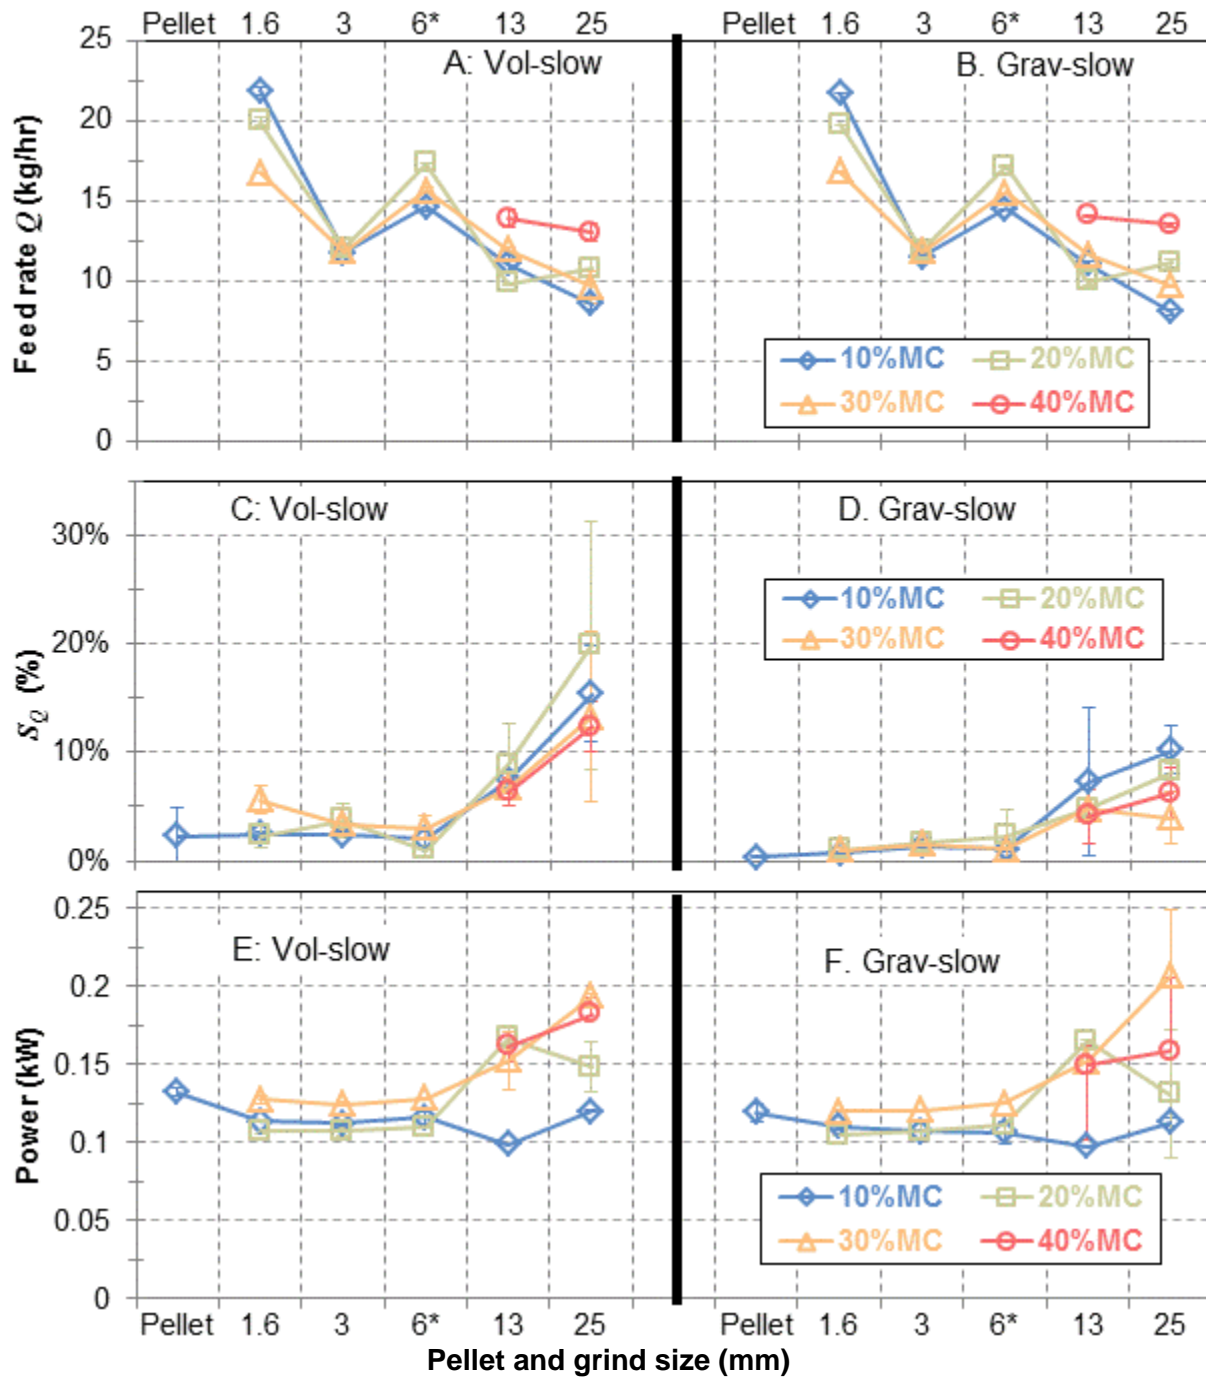 Pellet 1.6 3 6* 13 25 Pellet 1.6 3 6* 13 25
A: Vol-slow
B. Grav-slow
Feed rate Q (kg/hr)
25
20
15
10
5
0
10%MC 20%MC
30%MC 40%MC
C: Vol-slow
D. Grav-slow
S_Q (%)
30%
20%
10%
0%
10%MC 20%MC
30%MC 40%MC
E: Vol-slow
F. Grav-slow
Power (kW)
0.25
0.2
0.15
0.1
0.05
0
10%MC 20%MC
30%MC 40%MC
Pellet 1.6 3 6* 13 25 Pellet 1.6 3 6* 13 25
Pellet and grind size (mm)